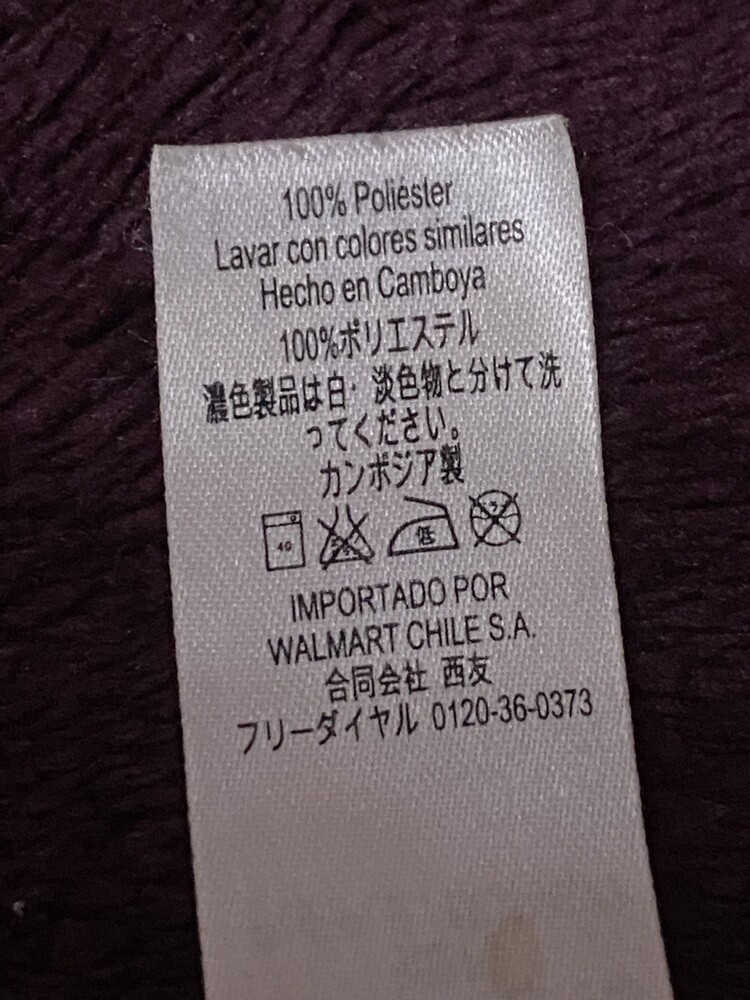 100% Poliéster
Lavar con colores similares
Hecho en Camboya
100%ポリエステル
濃色製品は白・淡色物と分けて洗
ってください。
カンボジア製
40 低
IMPORTADO POR
WALMART CHILE S.A.
合同会社 西友
フリーダイヤル 0120-36-0373